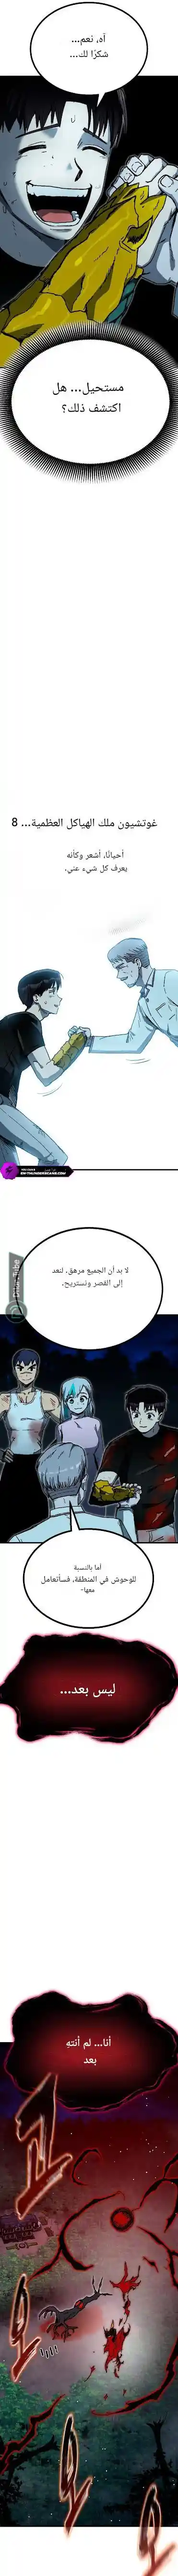 آه، نعم...
شكرًا لك...
مستحيل... هل
اكتشف ذلك؟
غوتشيون ملك الهياكل العظمية... 8
أحيانًا، أشعر وكأنه
يعرف كل شيء عني.
لا بد أن الجميع مرهق، لنعد
إلى القصر ونستريح.
أما بالنسبة
للوحوش في المنطقة، فسأتعامل
معها-
ليس بعد...
أنا... لم أنتهِ
بعد